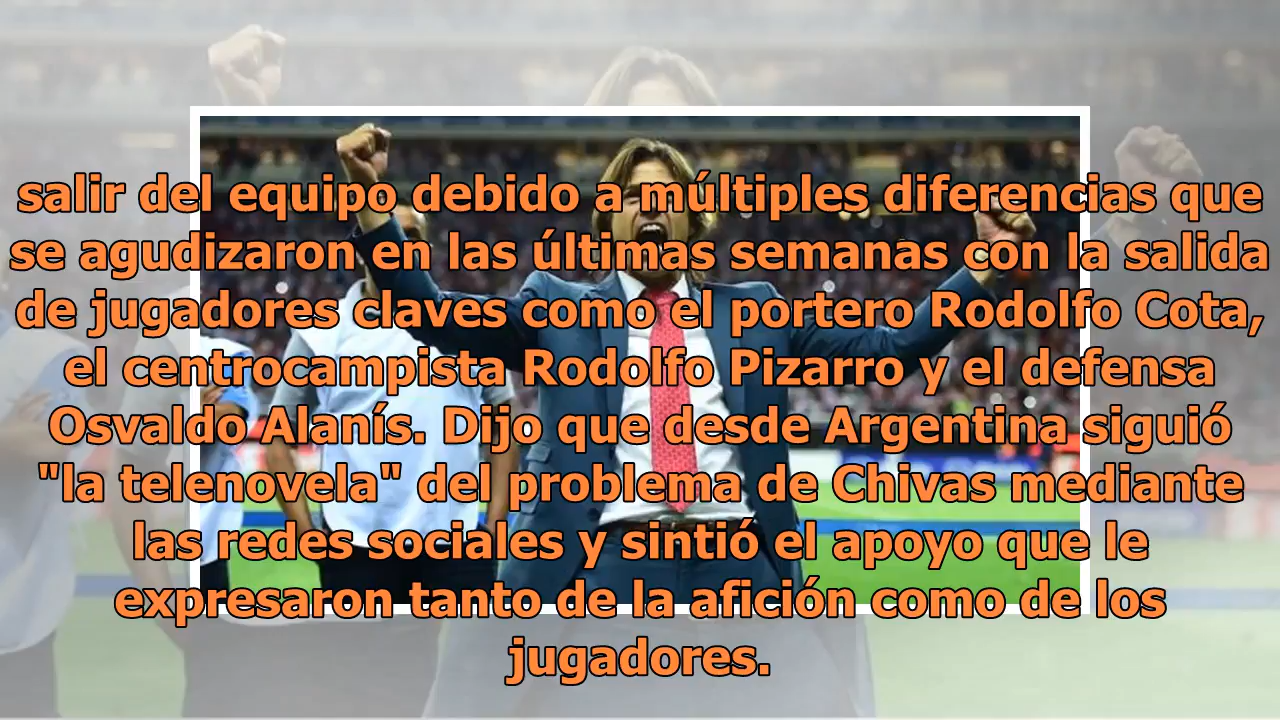 salir del equipo debido a múltiples diferencias que
se agudizaron en las últimas semanas con la salida
de jugadores claves como el portero Rodolfo Cota,
el centrocampista Rodolfo Pizarro y el defensa
Osvaldo Alanís. Dijo que desde Argentina siguió
"la telenovela" del problema de Chivas mediante
las redes sociales y sintió el apoyo que le
expresaron tanto de la afición como de los
jugadores.